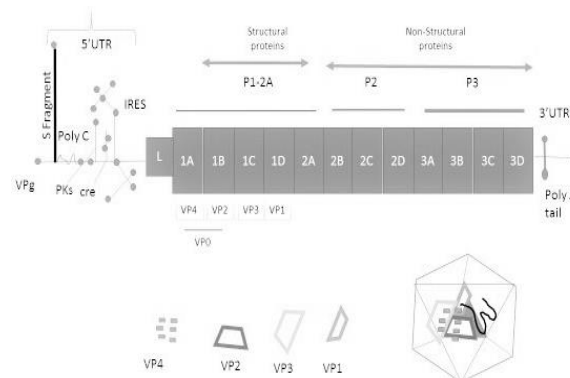 5'UTR
Structural
proteins
Non-Structural
proteins
P1-2A
P2
P3
S Fragment
Poly C
IRES
3'UTR
L
1A
1B
1C
1D
2A
2B
2C
2D
3A
3B
3C
3D
VPg
PKs
cre
VP4
VP2
VP3
VP1
VP0
Poly
tail
VP4
VP2
VP3
VP1